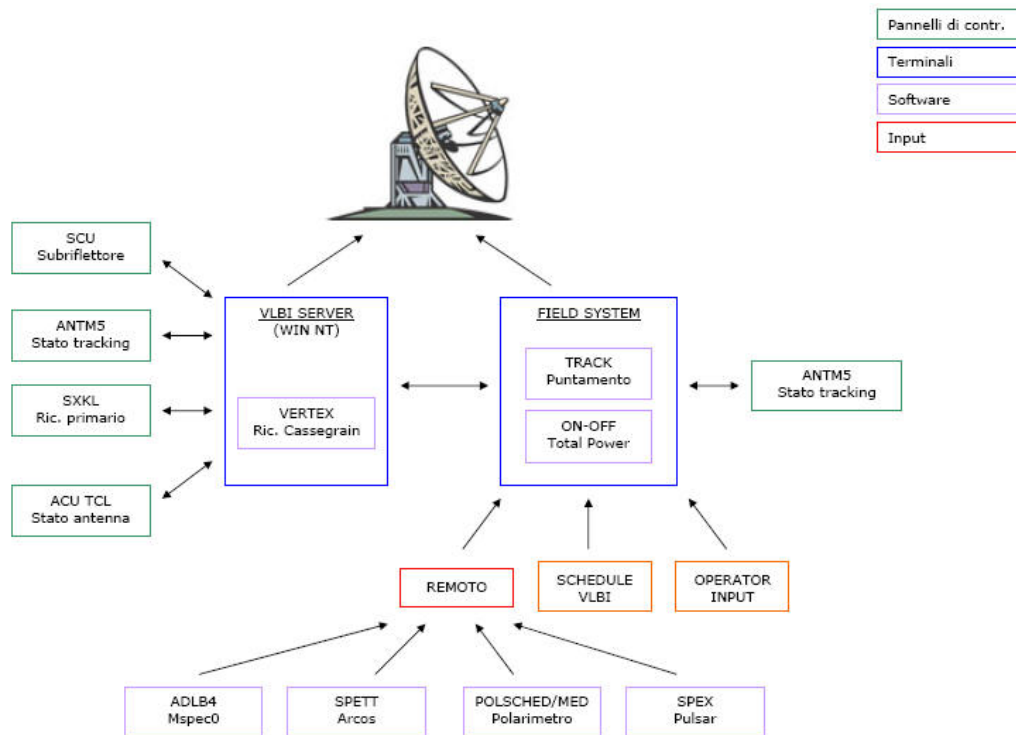 Pannelli di contr.
Terminali
Software
Input
SCU
Subriflettore
ANTM5
Stato tracking
SXKL
Ric. primario
ACU TCL
Stato antenna
VLBI SERVER
(WIN NT)
VERTEX
Ric. Cassegrain
FIELD SYSTEM
TRACK
Puntamento
ON-OFF
Total Power
ANTM5
Stato tracking
REMOTO
SCHEDULE
VLBI
OPERATOR
INPUT
ADLB4
Mspec0
SPETT
Arcos
POLSCHED/MED
Polarimetro
SPEX
Pulsar